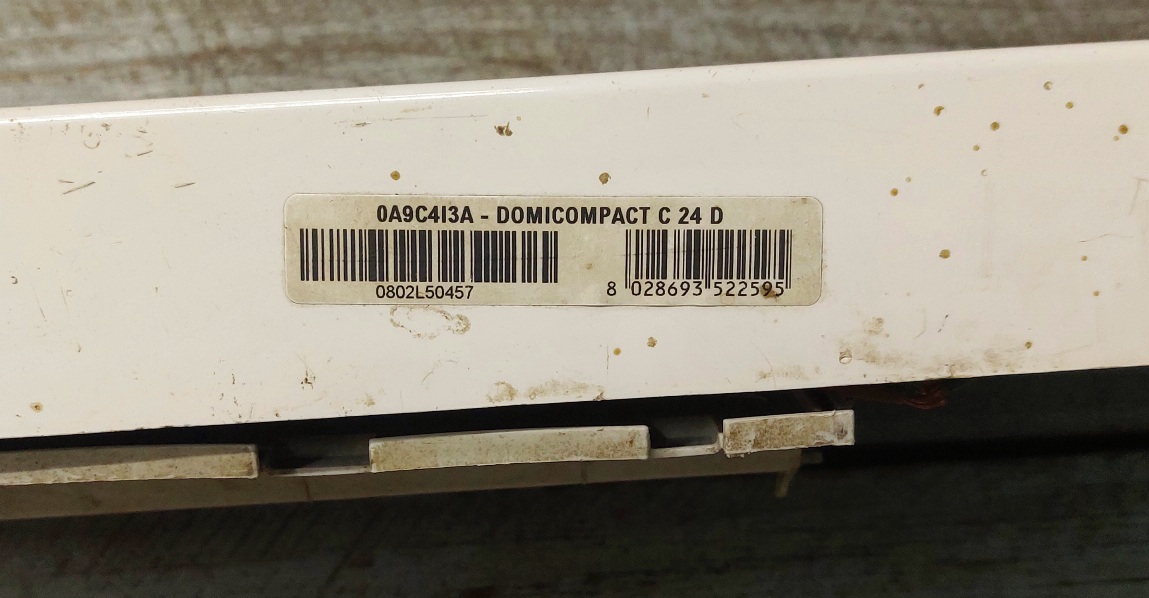 0A9C4I3A - DOMICOMPACT C 24 D
0802L50457
8 028693 522595